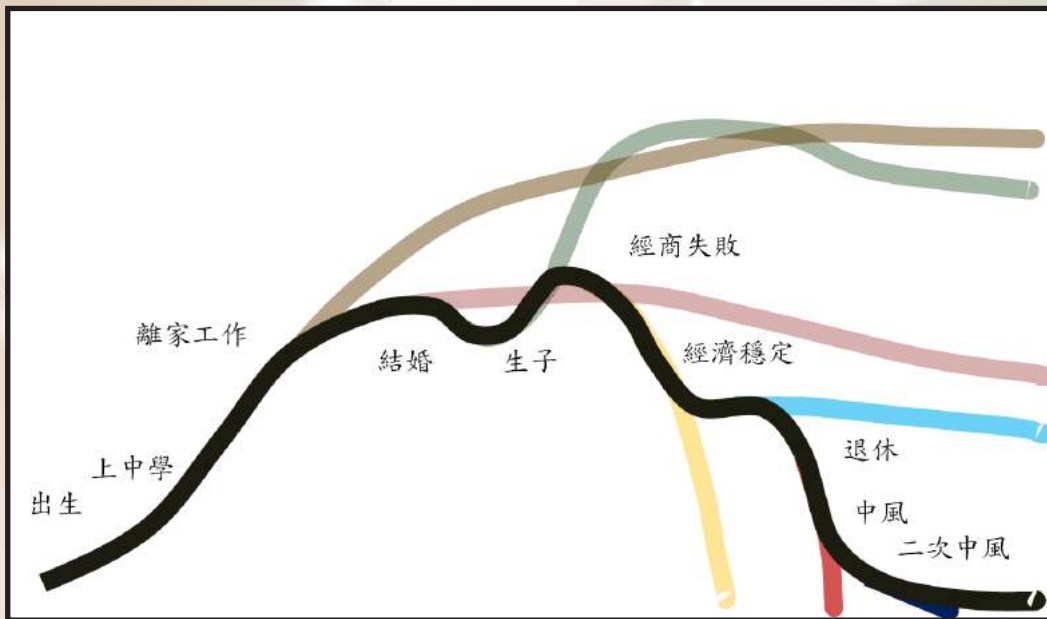 出生
上中學
離家工作
結婚
生子
經商失敗
經濟穩定
退休
中風
二次中風